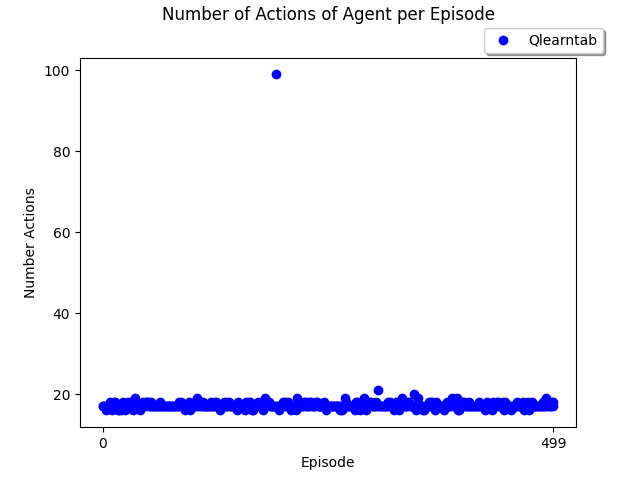 Number of Actions of Agent per Episode
Qlearntab
100
80
60
40
20
Number Actions
0
499
Episode